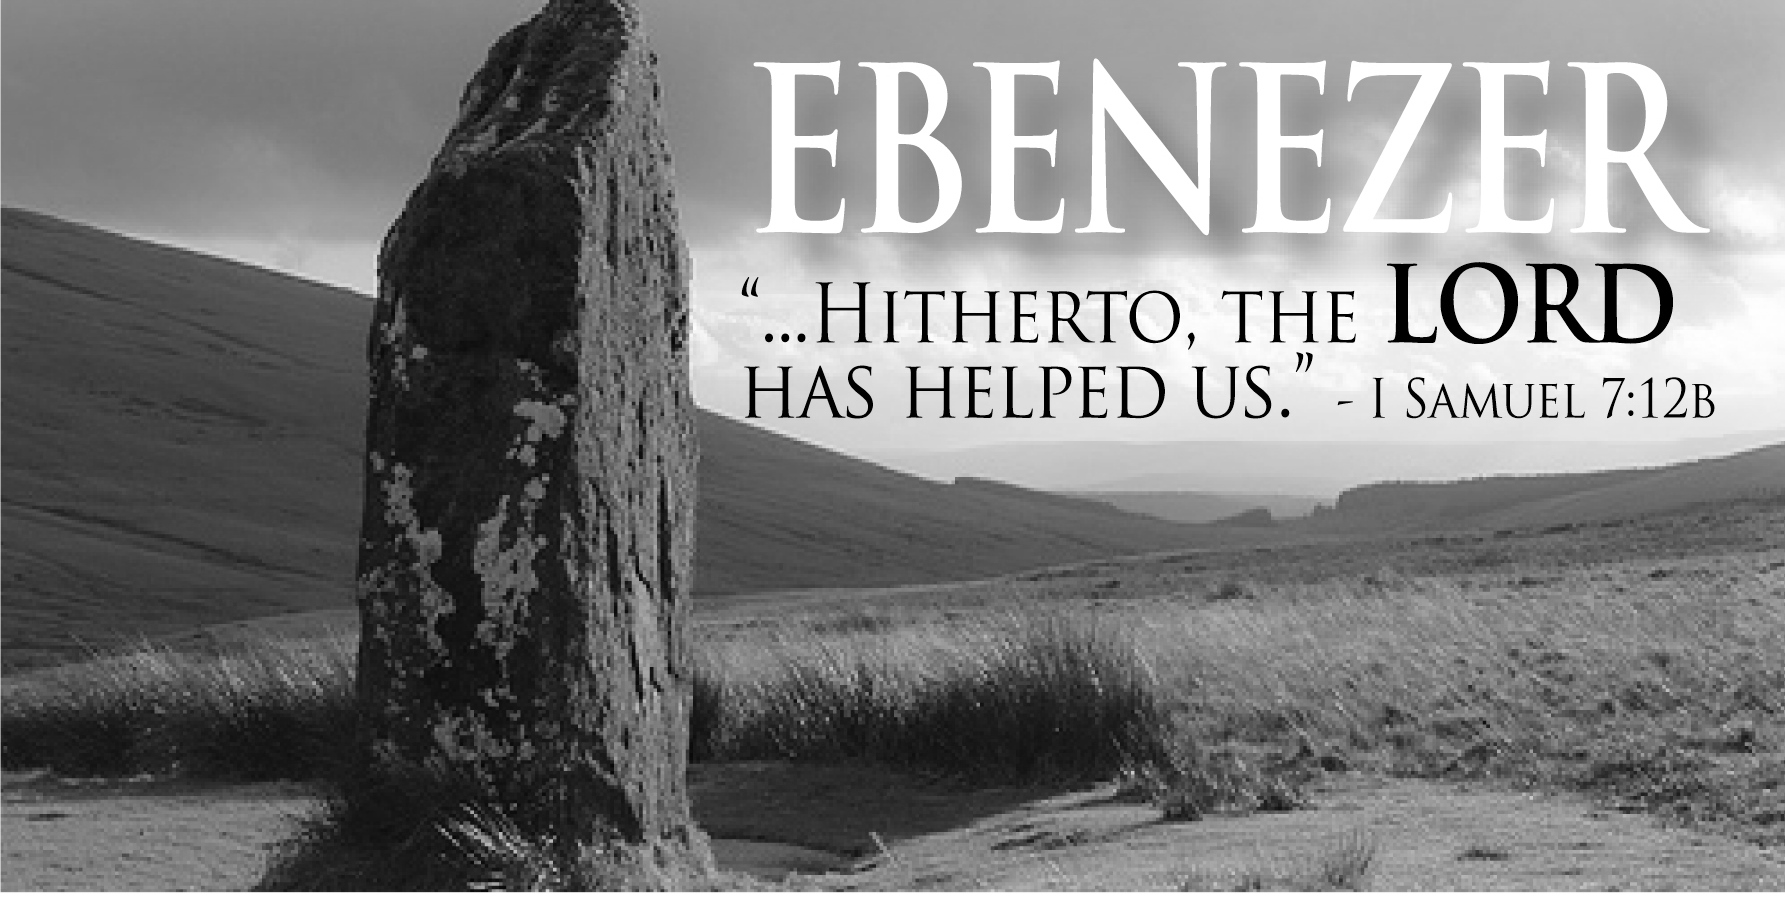 EBENEZER
“...HITHERTO, THE LORD
HAS HELPED US.” - I SAMUEL 7:12B